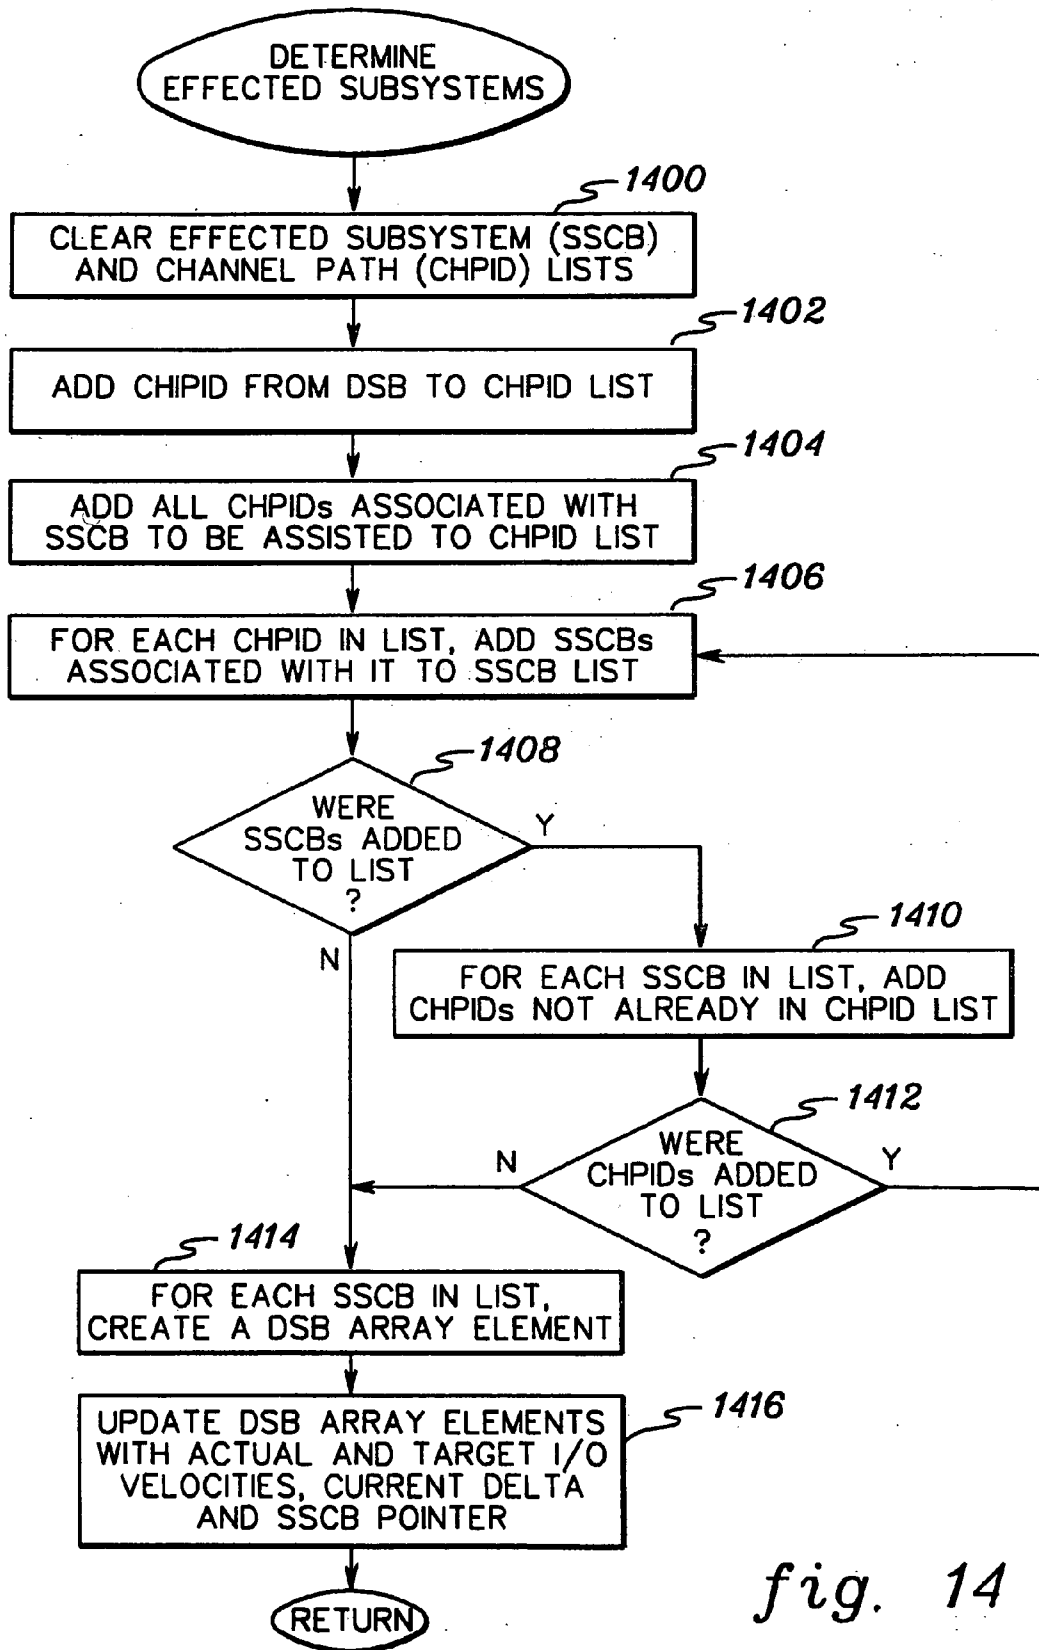 DETERMINE
EFFECTED SUBSYSTEMS
1400
CLEAR EFFECTED SUBSYSTEM (SSCB)
AND CHANNEL PATH (CHPID) LISTS
1402
ADD CHIPID FROM DSB TO CHPID LIST
1404
ADD ALL CHPIDs ASSOCIATED WITH
SSCB TO BE ASSISTED TO CHPID LIST
1406
FOR EACH CHPID IN LIST, ADD SSCBs
ASSOCIATED WITH IT TO SSCB LIST
1408
WERE
SSCBs ADDED
TO LIST
?
Y
N
1410
FOR EACH SSCB IN LIST, ADD
CHPIDs NOT ALREADY IN CHPID LIST
1412
WERE
CHPIDs ADDED
TO LIST
?
N
Y
1414
FOR EACH SSCB IN LIST,
CREATE A DSB ARRAY ELEMENT
1416
UPDATE DSB ARRAY ELEMENTS
WITH ACTUAL AND TARGET I/O
VELOCITIES, CURRENT DELTA
AND SSCB POINTER
RETURN
fig. 14